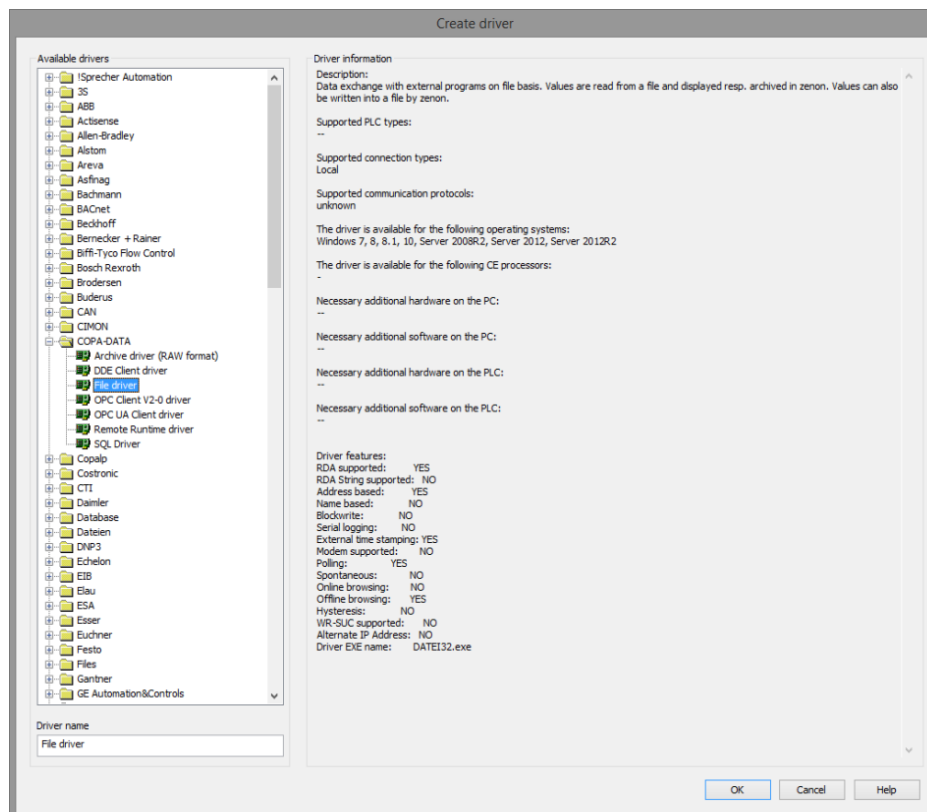 Create driver
Available drivers
!Sprecher Automation
3S
ABB
Actisense
Allen-Bradley
Alstom
Areva
Asfinag
Bachmann
BACnet
Beckhoff
Bernecker + Rainer
Biffi-Tyco Flow Control
Bosch Rexroth
Brodersen
Buderus
CAN
CIMON
COPA-DATA
Archive driver (RAW format)
DDE Client driver
File driver
OPC Client V2-0 driver
OPC UA Client driver
Remote Runtime driver
SQL Driver
Copalp
Costronic
CTI
Daimler
Database
Dateien
DNP3
Echelon
EIB
Elau
ESA
Esser
Euchner
Festo
Files
Gantner
GE Automation&Controls
Driver name
File driver
Driver information
Description:
Data exchange with external programs on file basis. Values are read from a file and displayed resp. archived in zenon. Values can also
be written into a file by zenon.
Supported PLC types:
--
Supported connection types:
Local
Supported communication protocols:
unknown
The driver is available for the following operating systems:
Windows 7, 8, 8.1, 10, Server 2008R2, Server 2012, Server 2012R2
The driver is available for the following CE processors:
-
Necessary additional hardware on the PC:
--
Necessary additional software on the PC:
--
Necessary additional hardware on the PLC:
--
Necessary additional software on the PLC:
--
Driver features:
RDA supported: YES
RDA String supported: NO
Address based: YES
Name based: NO
Blockwrite: NO
Serial logging: NO
External time stamping: YES
Modem supported: NO
Polling: YES
Spontaneous: NO
Online browsing: NO
Offline browsing: YES
Hysteresis: NO
WR-SUC supported: NO
Alternate IP Address: NO
Driver EXE name: DATEI32.exe
OK
Cancel
Help